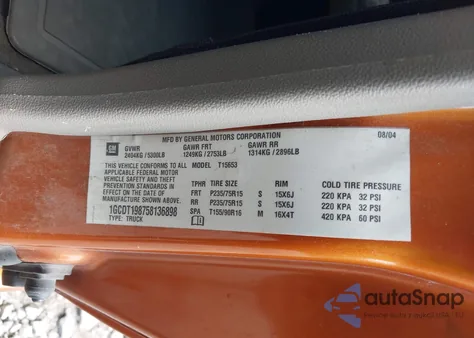 MFD BY GENERAL MOTORS CORPORATION 08/04
GM GVWR GAWR FRT GAWR RR
2404KG/5300LB 1249KG/2753LB 1314KG/2896LB
THIS VEHICLE CONFORMS TO ALL MODEL: T15653
APPLICABLE FEDERAL MOTOR
VEHICLE SAFETY AND THEFT
PREVENTION STANDARDS IN
EFFECT ON THE DATE OF
MANUFACTURE SHOWN ABOVE.
1GCDT198758136898
TYPE: TRUCK
TPHR TIRE SIZE RIM COLD TIRE PRESSURE
FRT P235/75R15 S 15X6J 220 KPA 32 PSI
RR P235/75R15 S 15X6J 220 KPA 32 PSI
SPA T155/90R16 M 16X4T 420 KPA 60 PSI
autaSnap